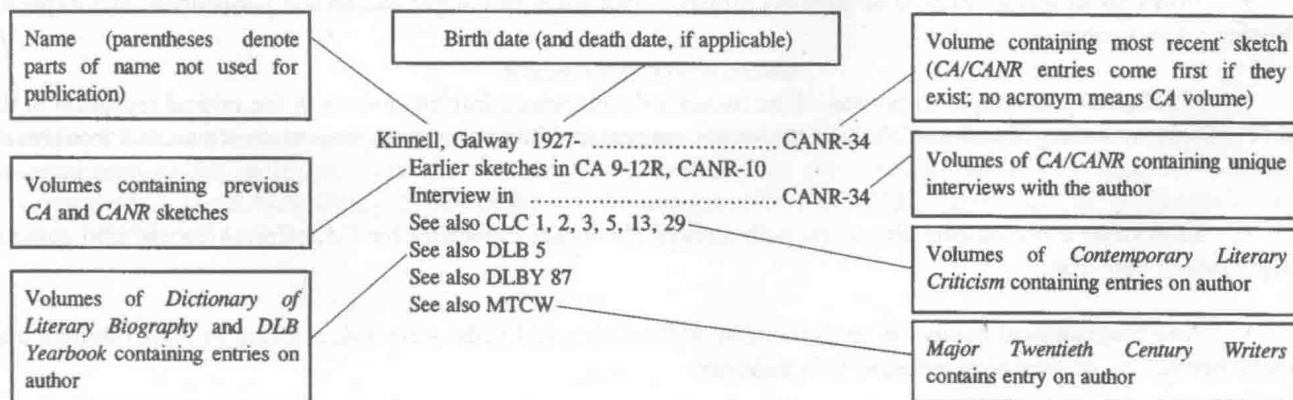 Name (parentheses denote
parts of name not used for
publication)
Birth date (and death date, if applicable)
Volume containing most recent sketch
(CA/CANR entries come first if they
exist; no acronym means CA volume)
Kinnell, Galway 1927- ............................ CANR-34
Earlier sketches in CA 9-12R, CANR-10
Interview in .................................... CANR-34
See also CLC 1, 2, 3, 5, 13, 29
See also DLB 5
See also DLBY 87
See also MTCW
Volumes containing previous
CA and CANR sketches
Volumes of CA/CANR containing unique
interviews with the author
Volumes of Dictionary of
Literary Biography and DLB
Yearbook containing entries on
author
Volumes of Contemporary Literary
Criticism containing entries on author
Major Twentieth Century Writers
contains entry on author